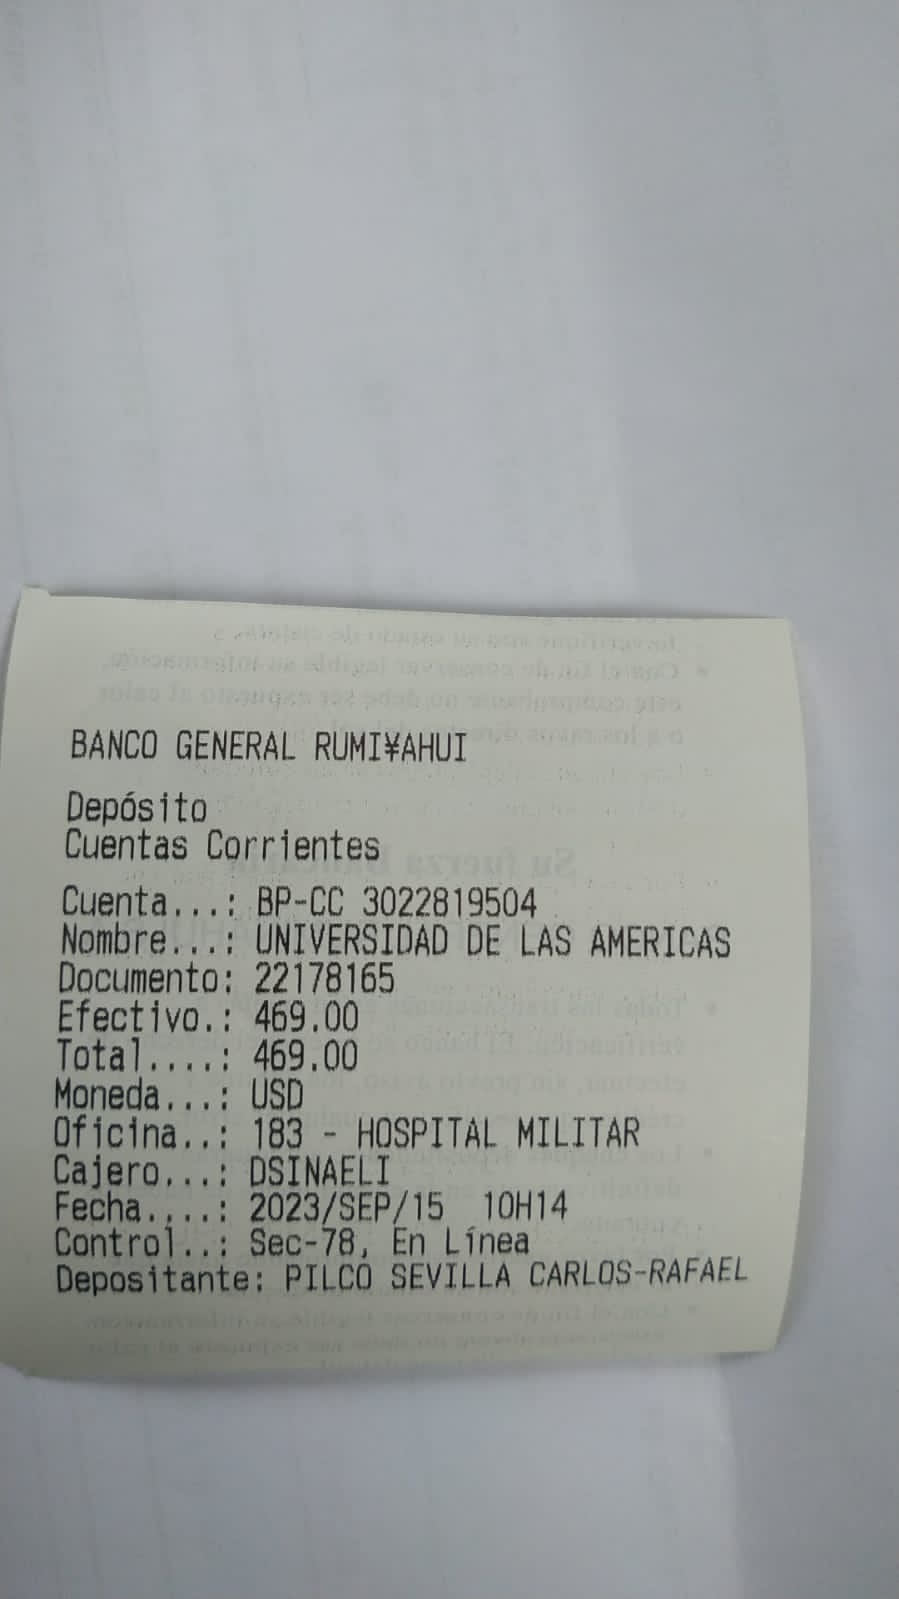 BANCO GENERAL RUMI¥AHUI
Depósito
Cuentas Corrientes
Cuenta...: BP-CC 3022819504
Nombre...: UNIVERSIDAD DE LAS AMERICAS
Documento: 22178165
Efectivo.: 469.00
Total....: 469.00
Moneda...: USD
Oficina..: 183 - HOSPITAL MILITAR
Cajero...: DSINAELI
Fecha....: 2023/SEP/15 10H14
Control..: Sec-78, En Línea
Depositante: PILCO SEVILLA CARLOS-RAFAEL